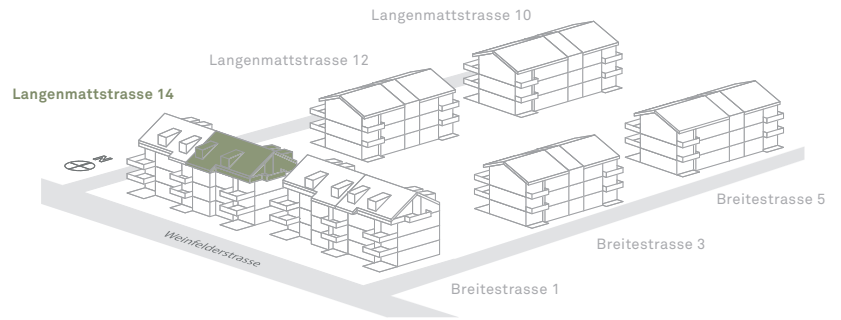 Langenmattstrasse 10
Langenmattstrasse 12
Langenmattstrasse 14
N
Weinfelderstrasse
Breitestrasse 5
Breitestrasse 3
Breitestrasse 1